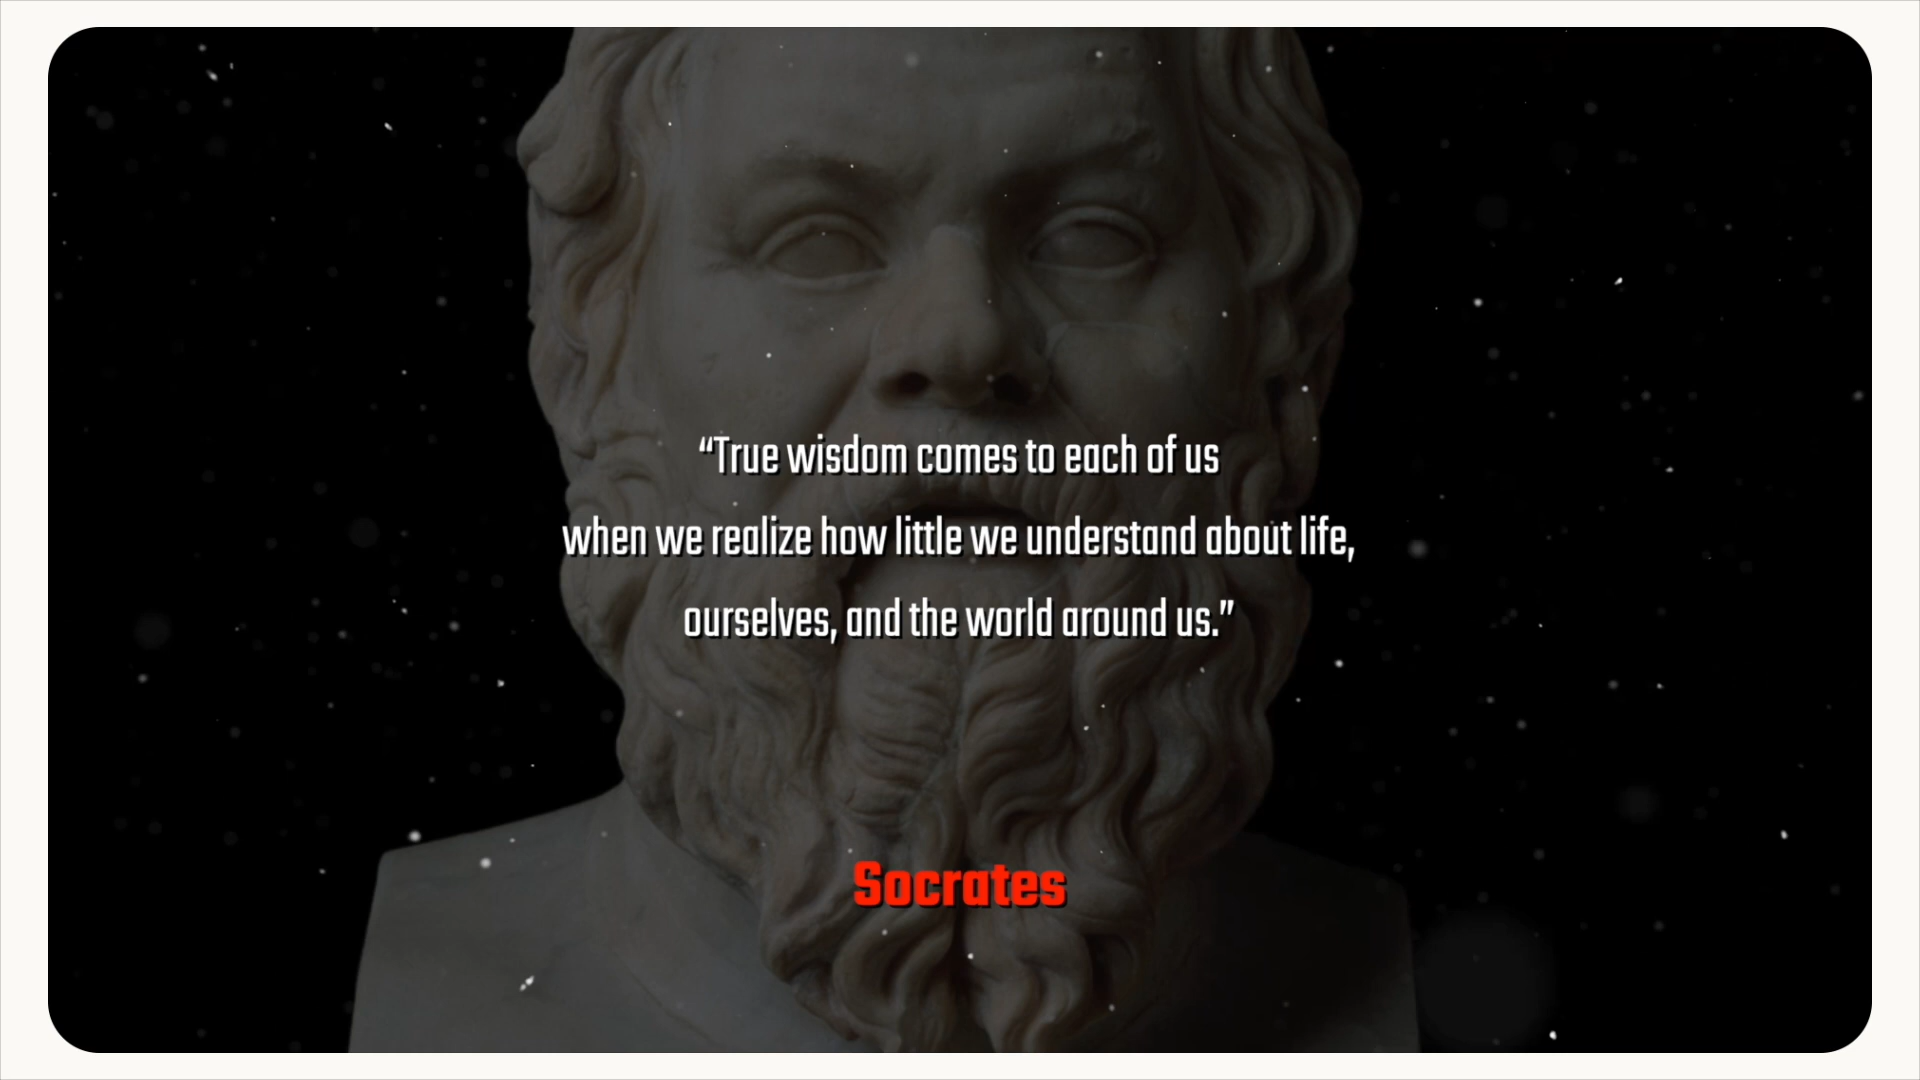 “True wisdom comes to each of us
when we realize how little we understand about life,
ourselves, and the world around us.”
Socrates